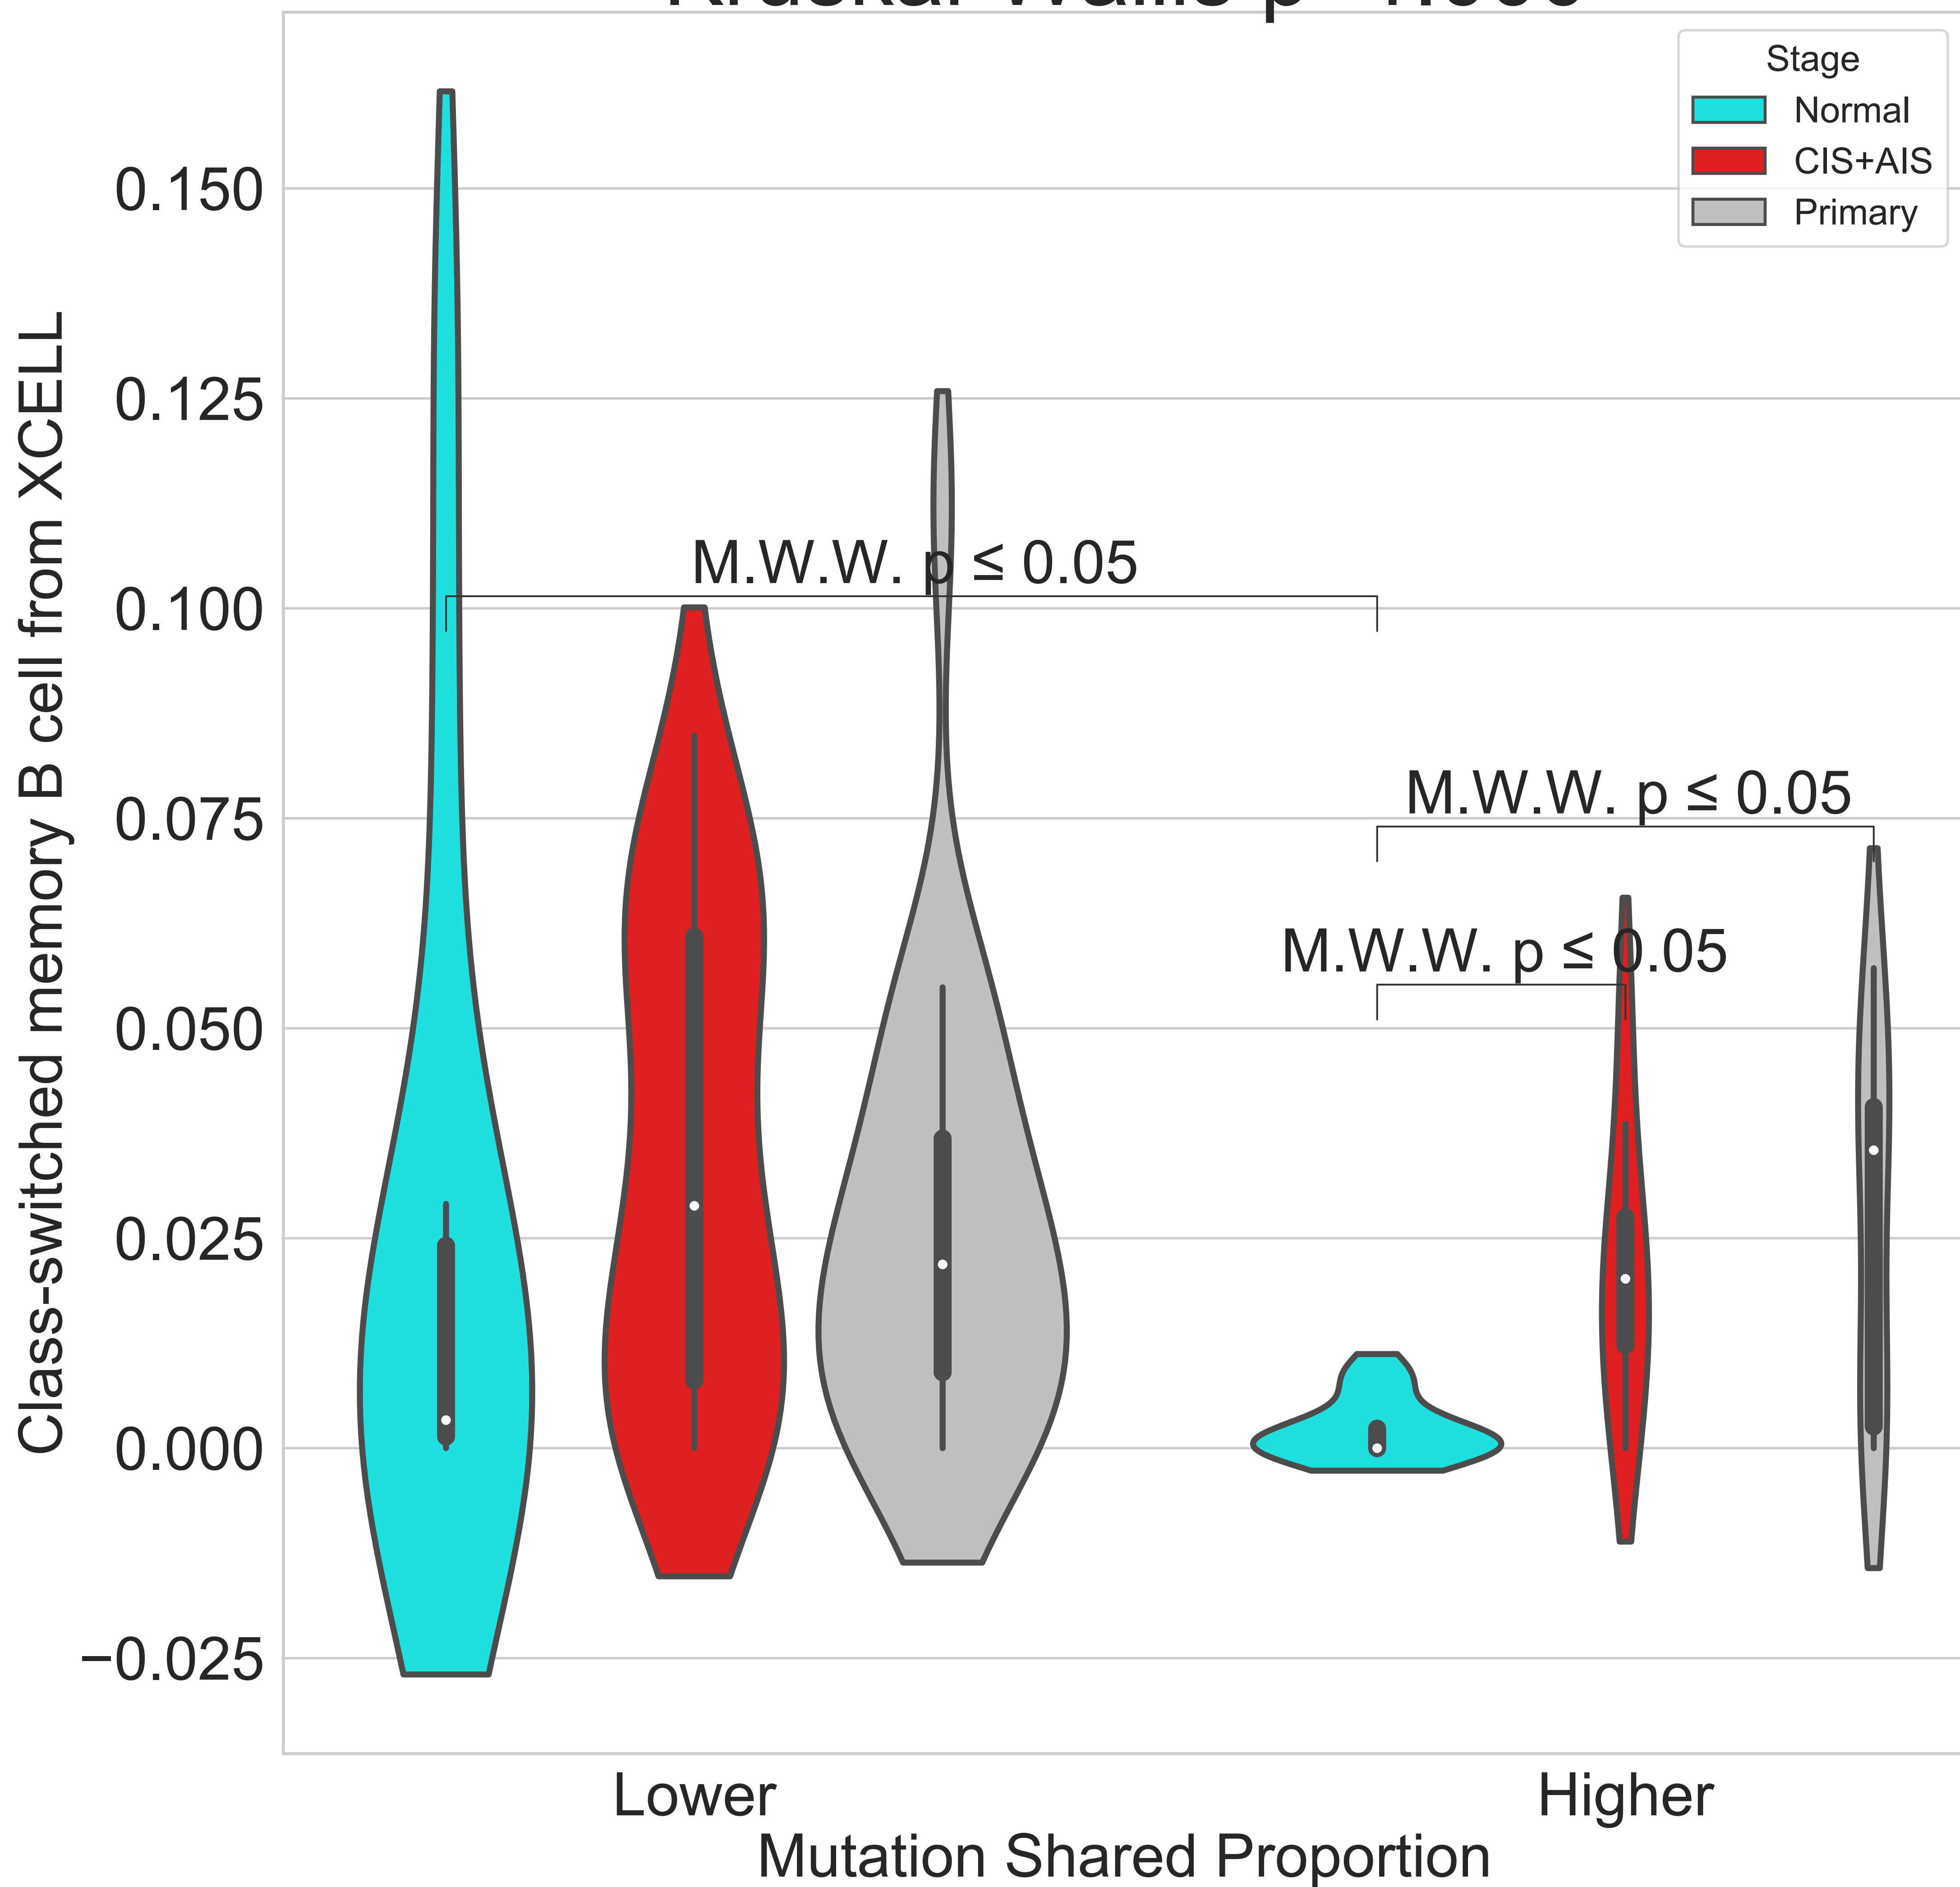 Stage
Normal
CIS+AIS
Primary
0.150
0.125
0.100
0.075
0.050
0.025
0.000
−0.025
Class-switched memory B cell from XCELL
M.W.W. p ≤ 0.05
M.W.W. p ≤ 0.05
M.W.W. p ≤ 0.05
Lower
Higher
Mutation Shared Proportion